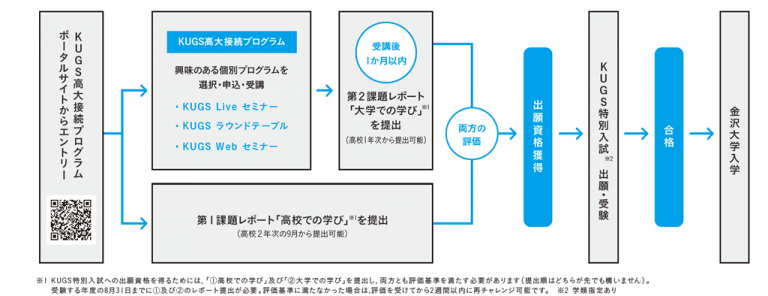 KUGS高大接続プログラム
ポータルサイトからエントリー
KUGS高大接続プログラム
興味のある個別プログラムを
選択・申込・受講
・KUGS Live セミナー
・KUGS ラウンドテーブル
・KUGS Web セミナー
受講後
1か月以内
第2課題レポート
「大学での学び」※1
を提出
(高校1年次から提出可能)
第1課題レポート「高校での学び」※1を提出
(高校2年次の9月から提出可能)
両方の
評価
出願資格獲得
KUGS特別入試※2 出願・受験
合格
金沢大学入学
※1 KUGS特別入試への出願資格を得るためには、「①高校での学び」及び「②大学での学び」を提出し、両方とも評価基準を満たす必要があります（提出順はどちらが先でも構いません）。
受験する年度の8月31日までに①及び②のレポート提出が必要。評価基準に満たなかった場合は、評価を受けてから2週間以内に再チャレンジ可能です。 ※2 学類指定あり